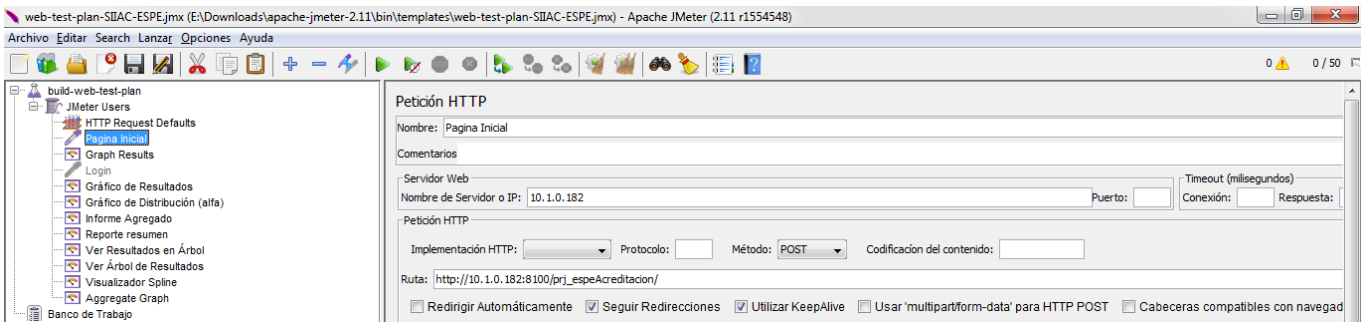 web-test-plan-SIIAC-ESPE.jmx (E:\Downloads\apache-jmeter-2.11\bin\templates\web-test-plan-SIIAC-ESPE.jmx) - Apache JMeter (2.11 r1554548)
Archivo Editar Search Lanzar Opciones Ayuda
0 0 / 50
build-web-test-plan
JMeter Users
HTTP Request Defaults
Pagina Inicial
Graph Results
Login
Gráfico de Resultados
Gráfico de Distribución (alfa)
Informe Agregado
Reporte resumen
Ver Resultados en Árbol
Ver Árbol de Resultados
Visualizador Spline
Aggregate Graph
Banco de Trabajo
Petición HTTP
Nombre: Pagina Inicial
Comentarios
Servidor Web
Timeout (milisegundos)
Nombre de Servidor o IP: 10.1.0.182 Puerto: Conexión: Respuesta:
Petición HTTP
Implementación HTTP: Protocolo: Método: POST Codificacíon del contenido:
Ruta: http://10.1.0.182:8100/prj_espeAcreditacion/
Redirigir Automáticamente Seguir Redirecciones Utilizar KeepAlive Usar 'multipart/form-data' para HTTP POST Cabeceras compatibles con navegad